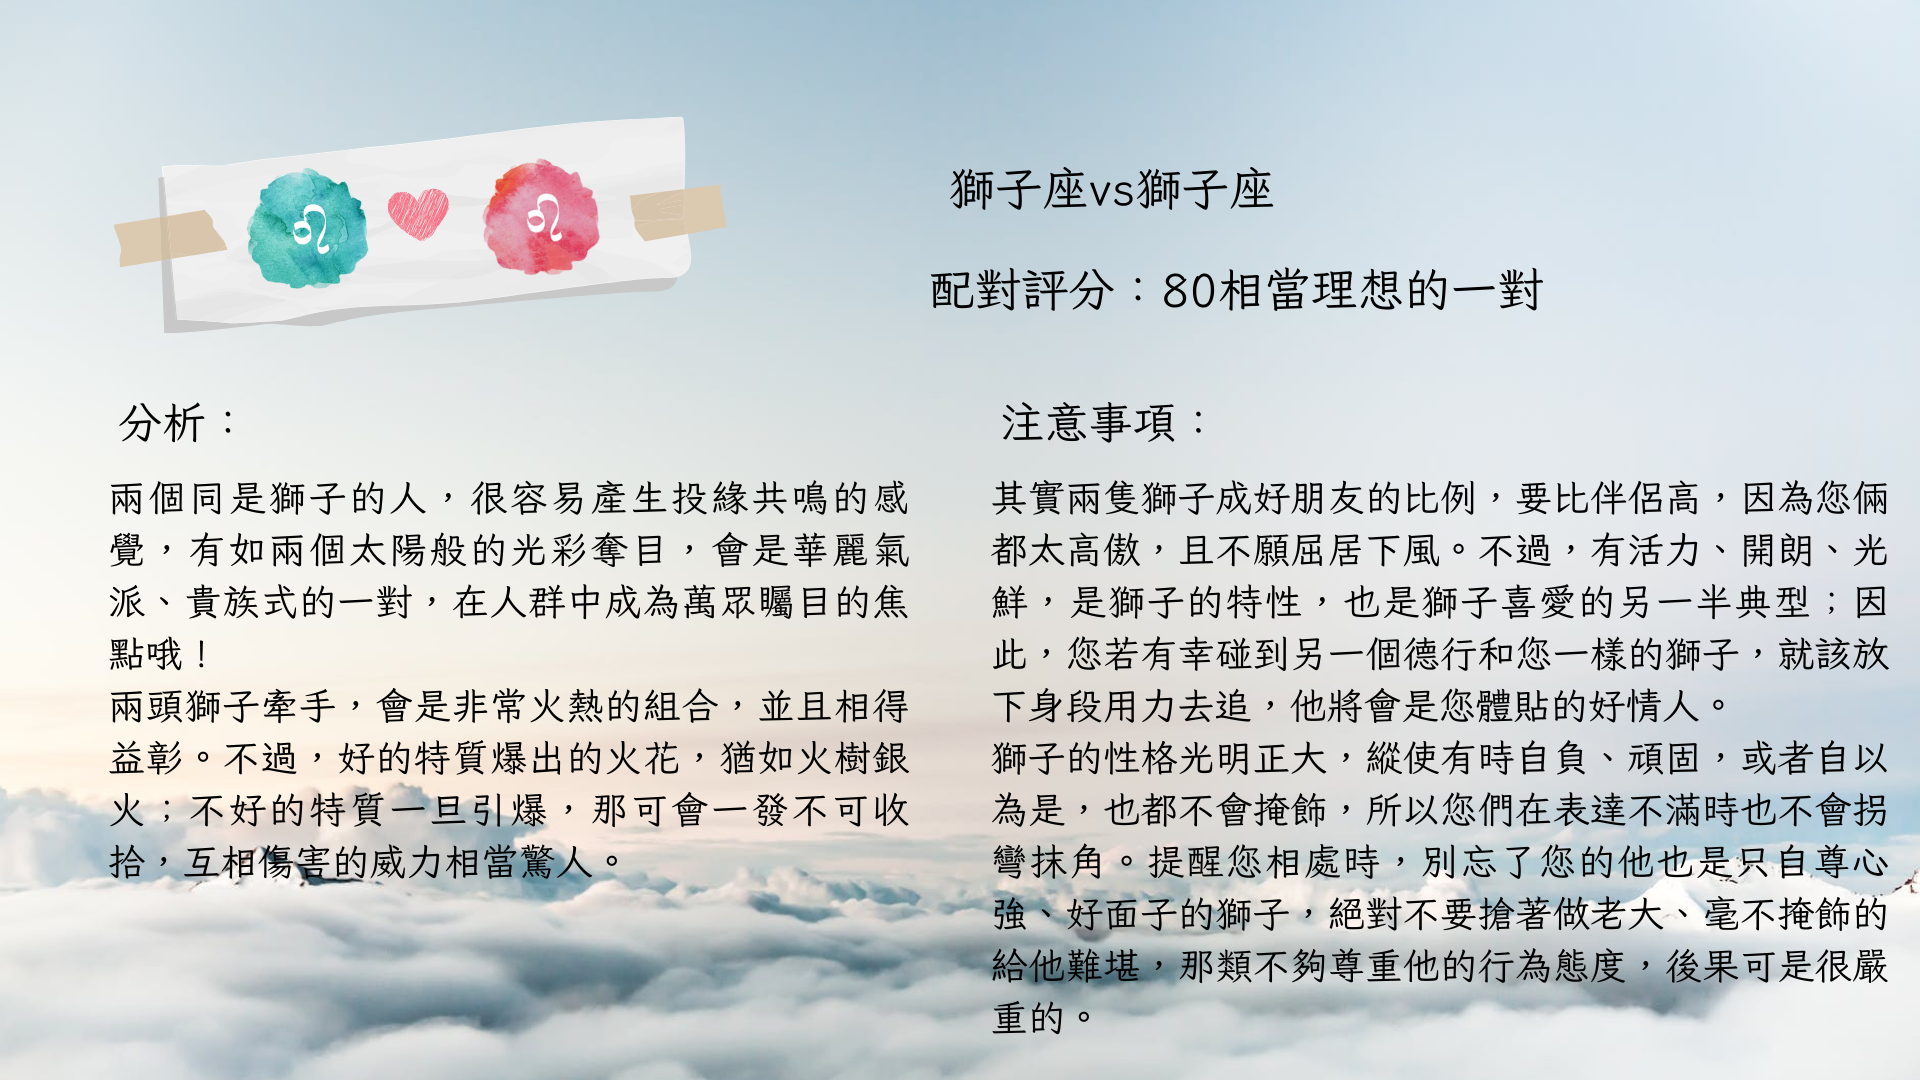 ♌ ♌
獅子座vs獅子座
配對評分：80相當理想的一對
分析：
兩個同是獅子的人，很容易產生投緣共鳴的感
覺，有如兩個太陽般的光彩奪目，會是華麗氣
派、貴族式的一對，在人群中成為萬眾矚目的焦
點哦！
兩頭獅子牽手，會是非常火熱的組合，並且相得
益彰。不過，好的特質爆出的火花，猶如火樹銀
火；不好的特質一旦引爆，那可會一發不可收
拾，互相傷害的威力相當驚人。
注意事項：
其實兩隻獅子成好朋友的比例，要比伴侶高，因為您倆
都太高傲，且不願屈居下風。不過，有活力、開朗、光
鮮，是獅子的特性，也是獅子喜愛的另一半典型；因
此，您若有幸碰到另一個德行和您一樣的獅子，就該放
下身段用力去追，他將會是您體貼的好情人。
獅子的性格光明正大，縱使有時自負、頑固，或者自以
為是，也都不會掩飾，所以您們在表達不滿時也不會拐
彎抹角。提醒您相處時，別忘了您的他也是只自尊心
強、好面子的獅子，絕對不要搶著做老大、毫不掩飾的
給他難堪，那類不夠尊重他的行為態度，後果可是很嚴
重的。